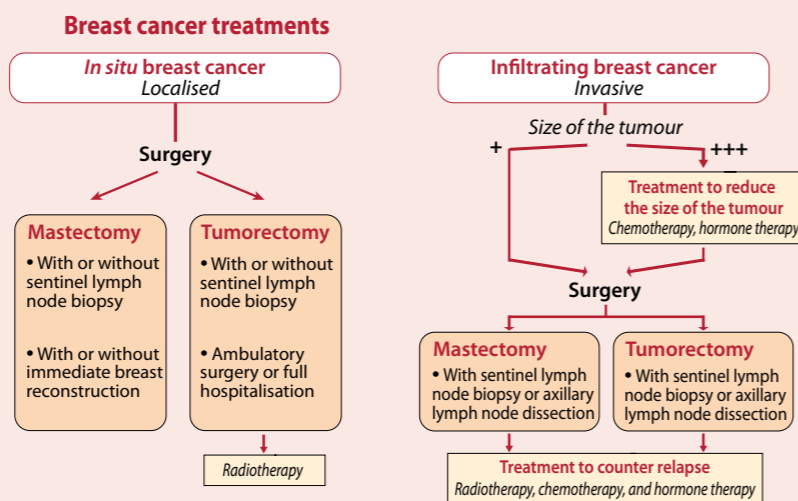 Breast cancer treatments
In situ breast cancer
Localised
Surgery
Mastectomy
• With or without
sentinel lymph
node biopsy
• With or without
immediate breast
reconstruction
Tumorectomy
• With or without
sentinel lymph
node biopsy
• Ambulatory
surgery or full
hospitalisation
Radiotherapy
Infiltrating breast cancer
Invasive
Size of the tumour
+
+++
Treatment to reduce
the size of the tumour
Chemotherapy, hormone therapy
Surgery
Mastectomy
• With sentinel lymph
node biopsy or axillary
lymph node dissection
Tumorectomy
• With sentinel lymph
node biopsy or axillary
lymph node dissection
Treatment to counter relapse
Radiotherapy, chemotherapy, and hormone therapy